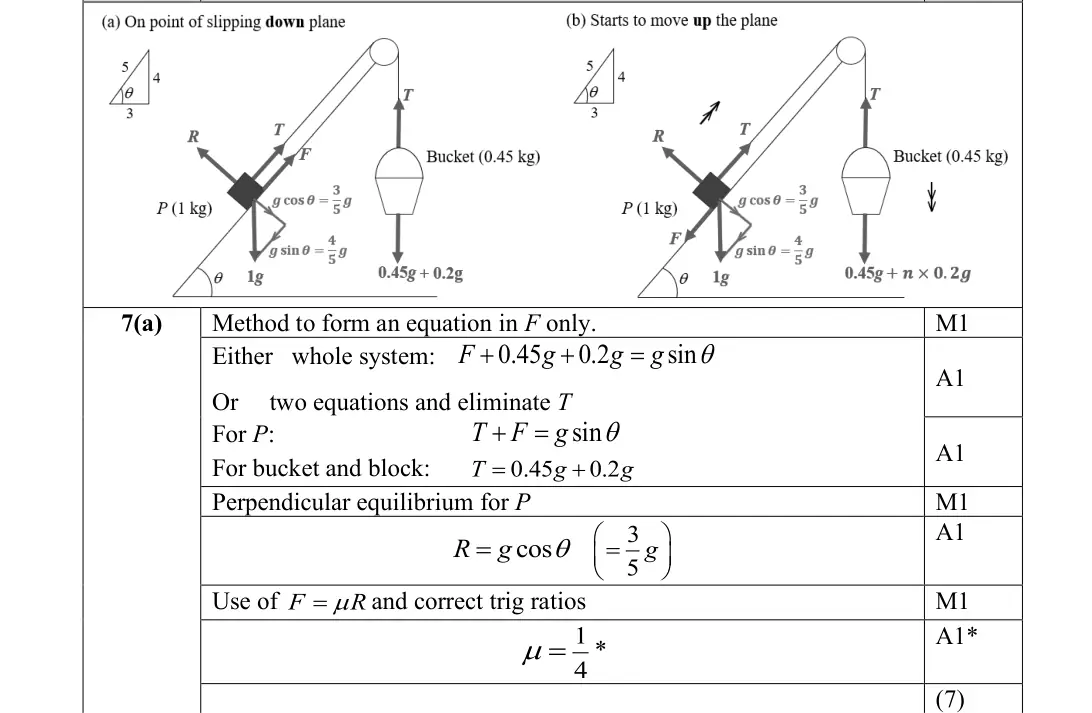 (a) On point of slipping down plane
5
4
θ
3
R
T
F
T
Bucket (0.45 kg)
P (1 kg)
g cos θ = 3/5 g
g sin θ = 4/5 g
θ
1g
0.45g + 0.2g
(b) Starts to move up the plane
5
4
θ
3
R
T
T
Bucket (0.45 kg)
P (1 kg)
g cos θ = 3/5 g
F
g sin θ = 4/5 g
θ
1g
0.45g + n × 0.2g
7(a) Method to form an equation in F only. M1
Either whole system: F + 0.45g + 0.2g = g sin θ
A1
Or two equations and eliminate T
For P: T + F = g sin θ
A1
For bucket and block: T = 0.45g + 0.2g
Perpendicular equilibrium for P M1
R = g cos θ (= 3/5 g) A1
Use of F = μR and correct trig ratios M1
μ = 1/4 * A1*
(7)